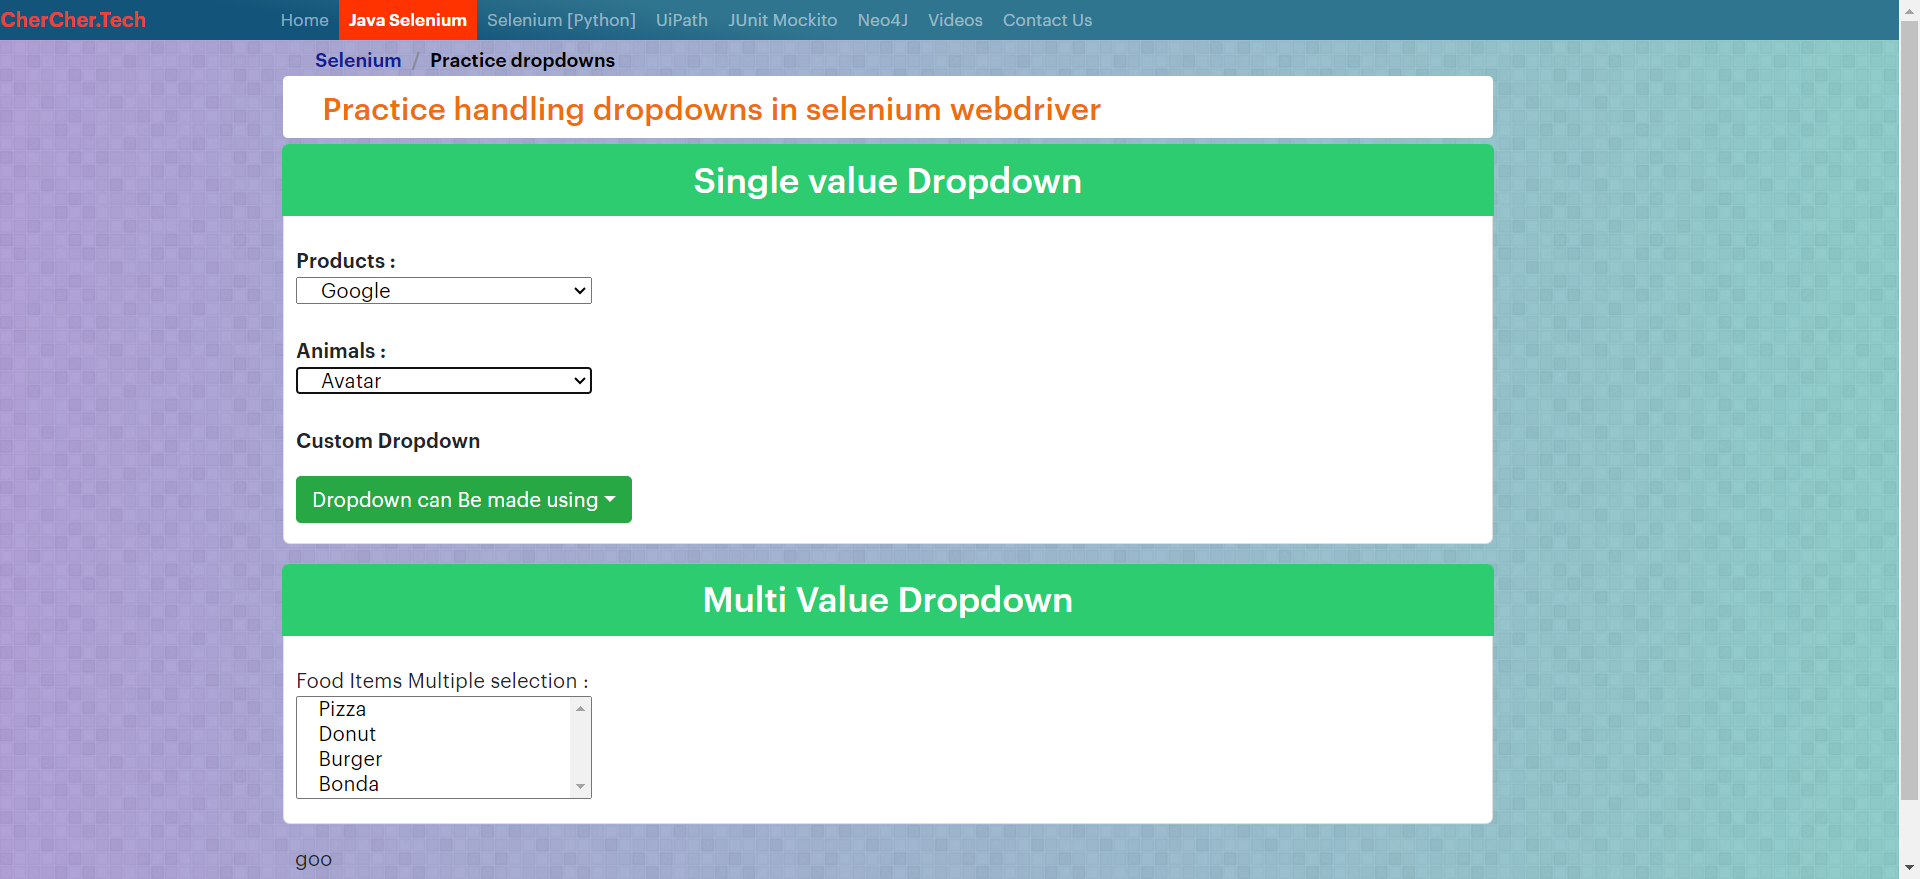 CherCher.Tech Home Java Selenium Selenium [Python] UiPath JUnit Mockito Neo4J Videos Contact Us
Selenium / Practice dropdowns
Practice handling dropdowns in selenium webdriver
Single value Dropdown
Products :
Google
Animals :
Avatar
Custom Dropdown
Dropdown can Be made using
Multi Value Dropdown
Food Items Multiple selection :
Pizza
Donut
Burger
Bonda
goo